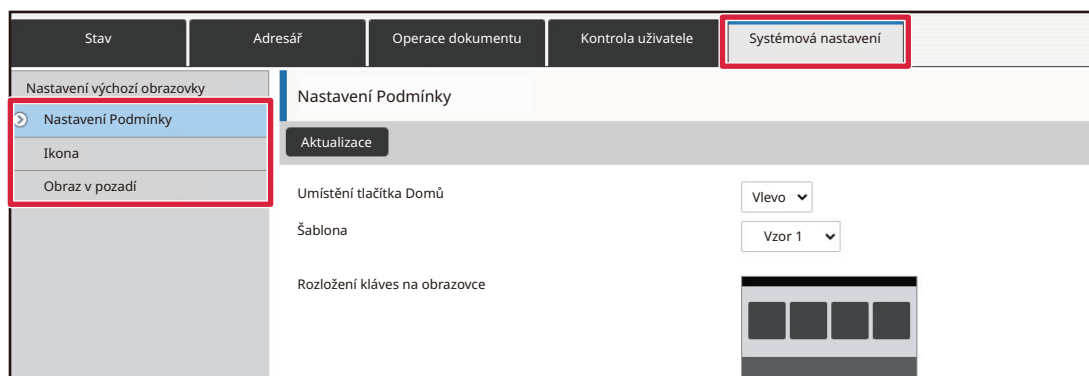 Stav
Adresář
Operace dokumentu
Kontrola uživatele
Systémová nastavení
Nastavení výchozí obrazovky
Nastavení Podmínky
Ikona
Obraz v pozadí
Nastavení Podmínky
Aktualizace
Umístění tlačítka Domů
Vlevo
Šablona
Vzor 1
Rozložení kláves na obrazovce